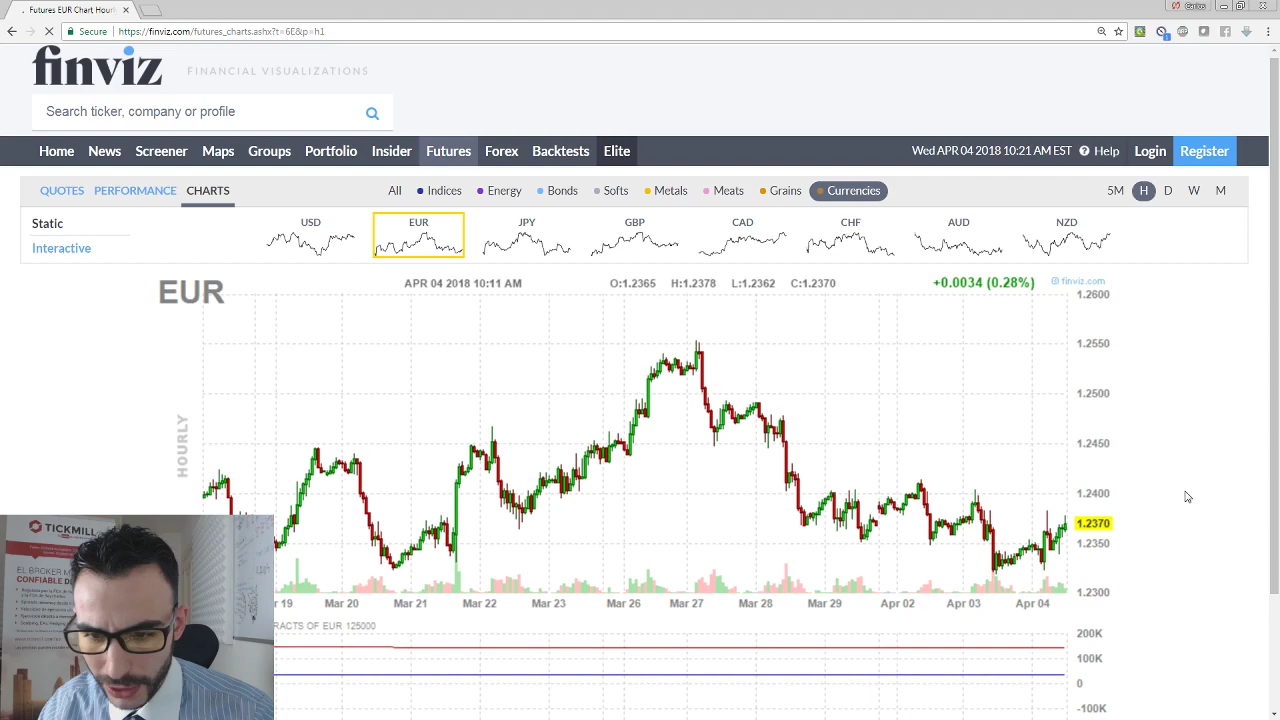 Futures EUR Chart Hourl
Secure
https://finviz.com/futures_charts.ashx?t=6E&p=h1
finviz
FINANCIAL VISUALIZATIONS
Search ticker, company or profile
Home News Screener Maps Groups Portfolio Insider Futures Forex Backtests Elite
Wed APR 04 2018 10:21 AM EST Help Login Register
QUOTES PERFORMANCE CHARTS
All Indices Energy Bonds Softs Metals Meats Grains Currencies
5M H D W M
Static
Interactive
USD EUR JPY GBP CAD CHF AUD NZD
EUR
APR 04 2018 10:11 AM O:1.2365 H:1.2378 L:1.2362 C:1.2370 +0.0034 (0.28%) © finviz.com
HOURLY
1.2600
1.2550
1.2500
1.2450
1.2400
1.2370
1.2350
1.2300
r 19 Mar 20 Mar 21 Mar 22 Mar 23 Mar 26 Mar 27 Mar 28 Mar 29 Apr 02 Apr 03 Apr 04
RACTS OF EUR 125000
200K
100K
0
-100K
TICKMILL
EL BROKER M
CONFIABLE D